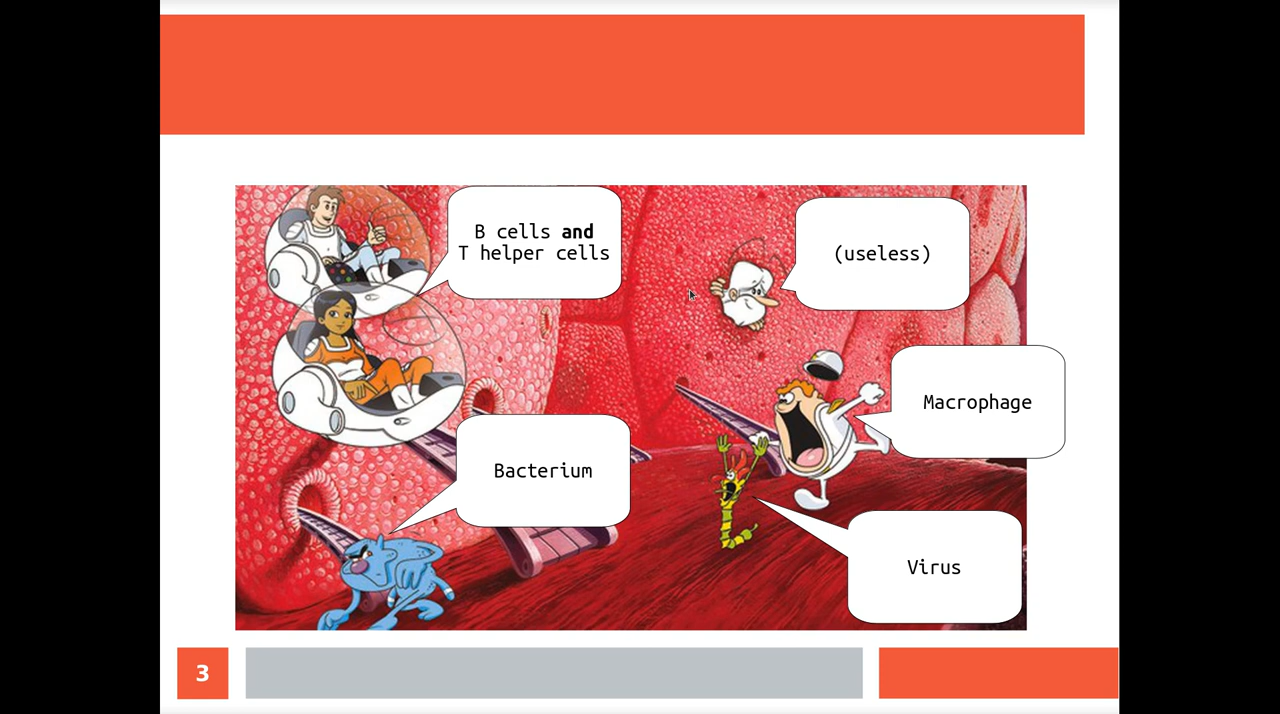 B cells and
T helper cells
(useless)
Macrophage
Bacterium
Virus
3